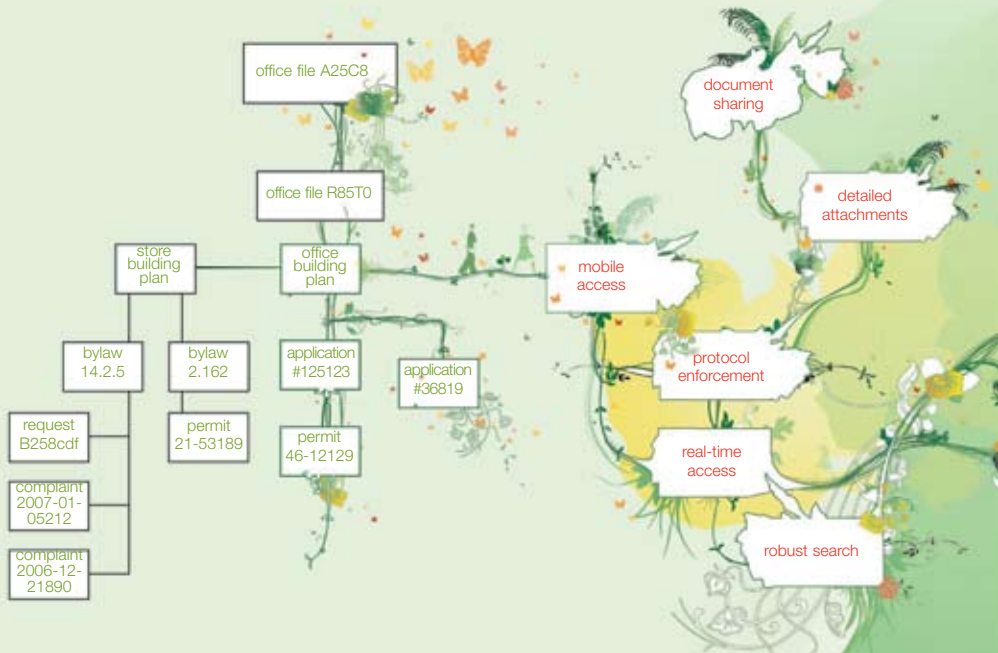 office file A25C8
document
sharing
office file R85T0
detailed
attachments
store
building
plan
office
building
plan
mobile
access
bylaw
14.2.5
bylaw
2.162
application
#125123
application
#36819
protocol
enforcement
request
B258cdf
permit
21-53189
permit
46-12129
real-time
access
complaint
2007-01-
05212
robust search
complaint
2006-12-
21890